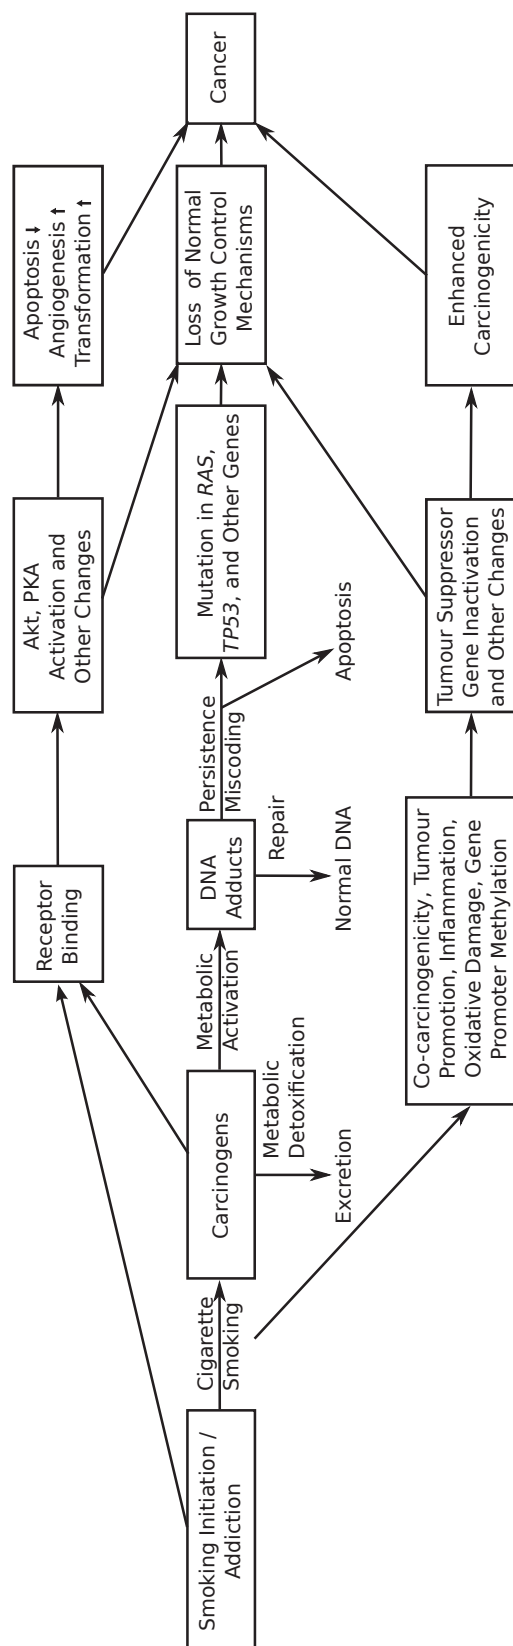 Smoking Initiation /
Addiction
Cigarette
Smoking
Carcinogens
Metabolic
Detoxification
Excretion
Metabolic
Activation
DNA
Adducts
Repair
Normal DNA
Persistence
Miscoding
Apoptosis
Mutation in RAS,
TP53, and Other Genes
Loss of Normal
Growth Control
Mechanisms
Cancer
Receptor
Binding
Akt, PKA
Activation and
Other Changes
Apoptosis ⬇
Angiogenesis ⬆
Transformation ⬆
Co-carcinogenicity, Tumour
Promotion, Inflammation,
Oxidative Damage, Gene
Promoter Methylation
Tumour Suppressor
Gene Inactivation
and Other Changes
Enhanced
Carcinogenicity